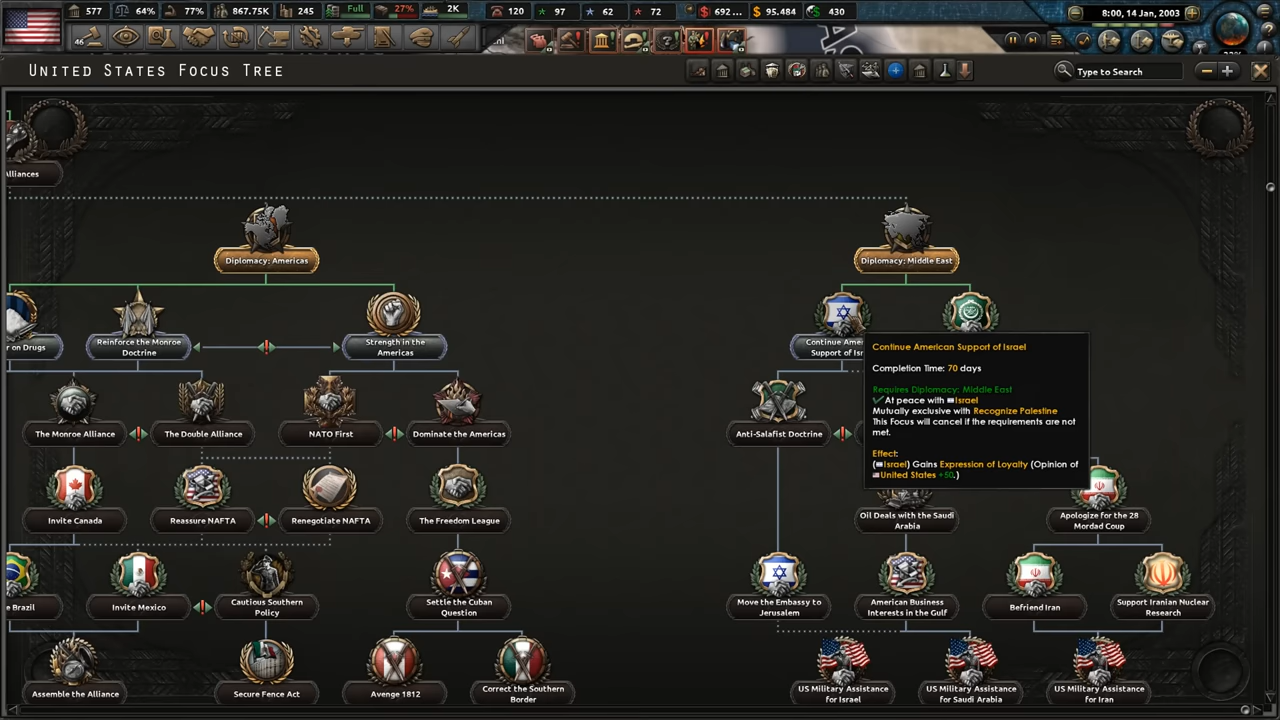 577 64% 77% 867.75K 245 Full 27% 2K 120 97 62 72 692... 95.484 430 8:00, 14 Jan, 2003
46
United States Focus Tree
Type to Search
Alliances
Diplomacy: Americas
Diplomacy: Middle East
r on Drugs
Reinforce the Monroe
Doctrine
Strength in the
Americas
Continue Amer
Support of Isr
Continue American Support of Israel
Completion Time: 70 days
Requires Diplomacy: Middle East
At peace with Israel
Mutually exclusive with Recognize Palestine
This Focus will cancel if the requirements are not
met.
Effect:
(Israel) Gains Expression of Loyalty (Opinion of
United States +50.)
The Monroe Alliance
The Double Alliance
NATO First
Dominate the Americas
Anti-Salafist Doctrine
Invite Canada
Reassure NAFTA
Renegotiate NAFTA
The Freedom League
Oil Deals with the Saudi
Arabia
Apologize for the 28
Mordad Coup
e Brazil
Invite Mexico
Cautious Southern
Policy
Settle the Cuban
Question
Move the Embassy to
Jerusalem
American Business
Interests in the Gulf
Befriend Iran
Support Iranian Nuclear
Research
Assemble the Alliance
Secure Fence Act
Avenge 1812
Correct the Southern
Border
US Military Assistance
for Israel
US Military Assistance
for Saudi Arabia
US Military Assistance
for Iran